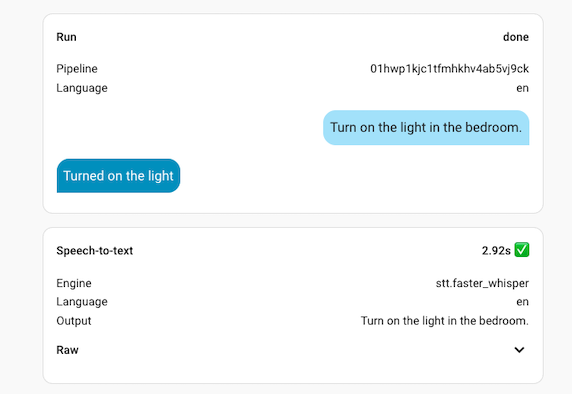 Run done
Pipeline 01hwp1kjc1tfmhkhv4ab5vj9ck
Language en
Turn on the light in the bedroom.
Turned on the light
Speech-to-text 2.92s ✅
Engine stt.faster_whisper
Language en
Output Turn on the light in the bedroom.
Raw